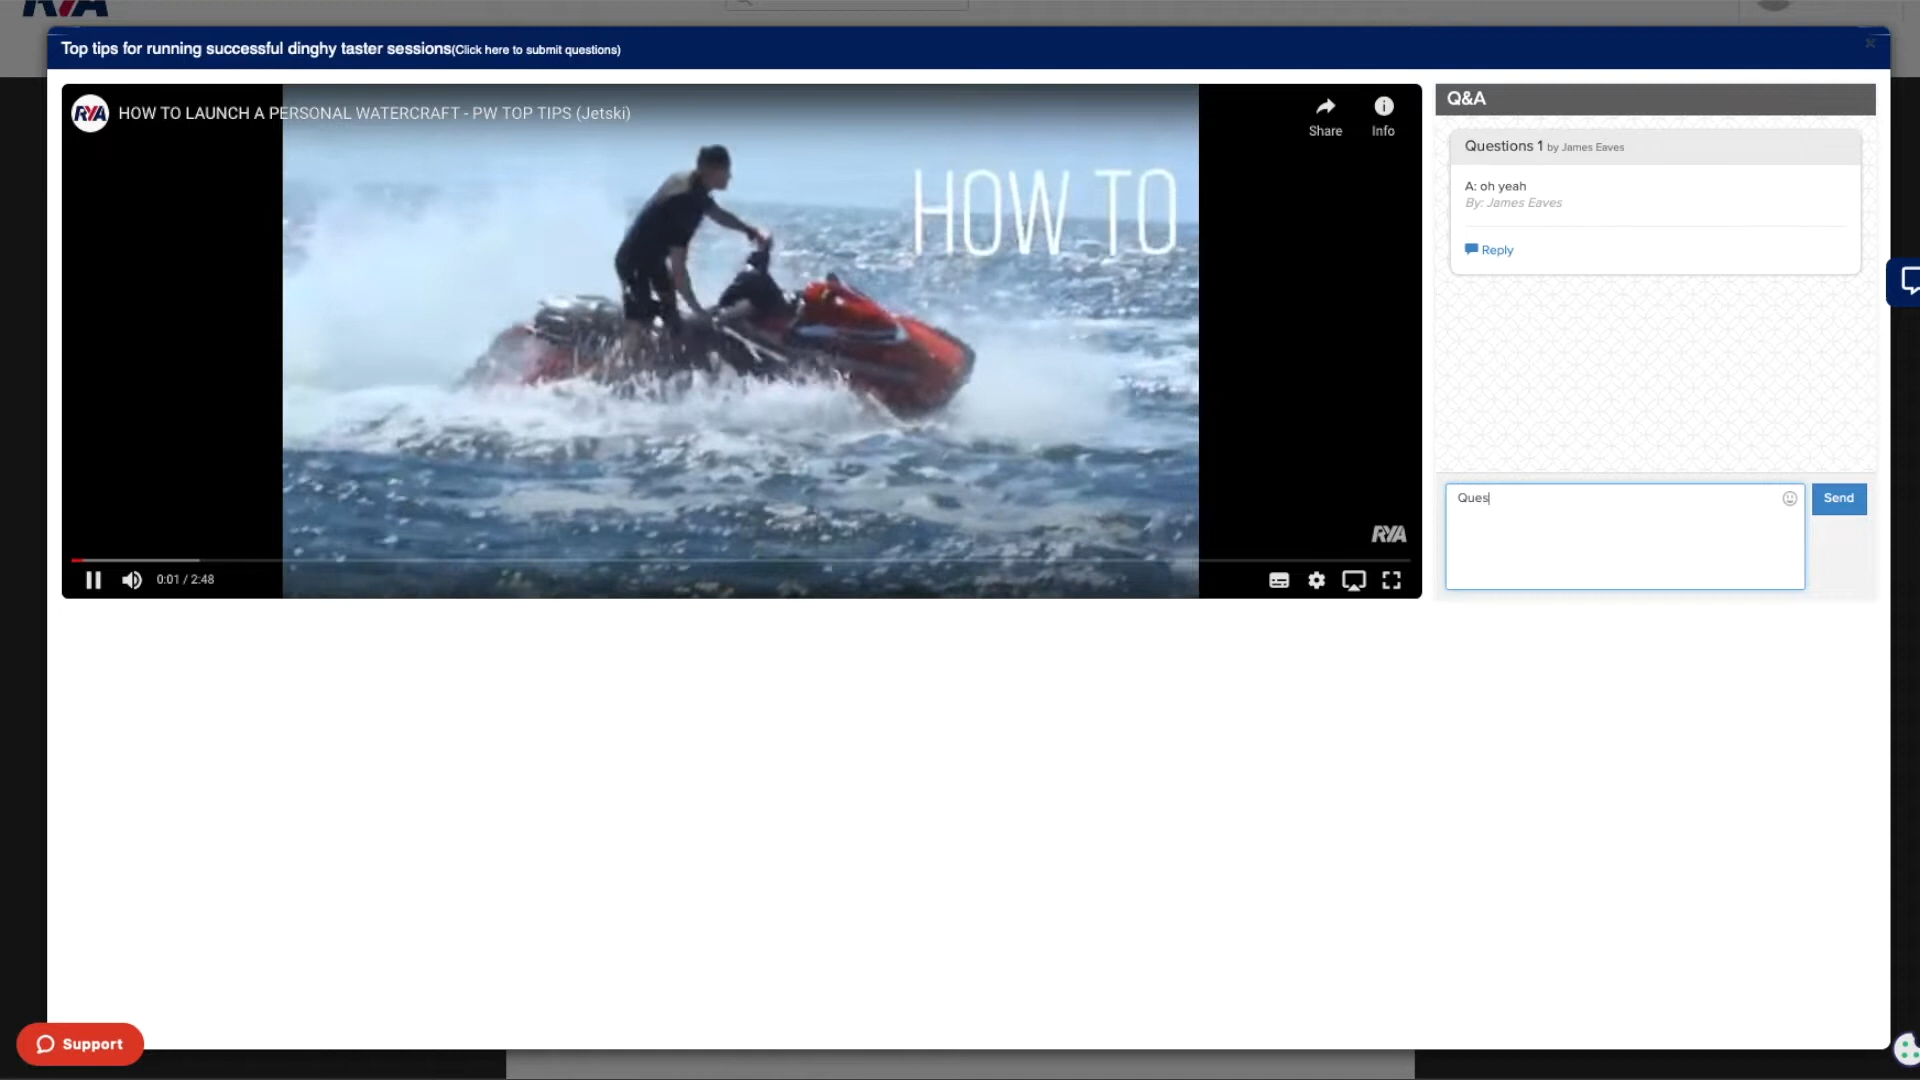 RYA
Top tips for running successful dinghy taster sessions(Click here to submit questions)
RYA
HOW TO LAUNCH A PERSONAL WATERCRAFT - PW TOP TIPS (Jetski)
Share
Info
HOW TO
RYA
0:01 / 2:48
Q&A
Questions 1 by James Eaves
A: oh yeah
By: James Eaves
Reply
Ques
Send
Support